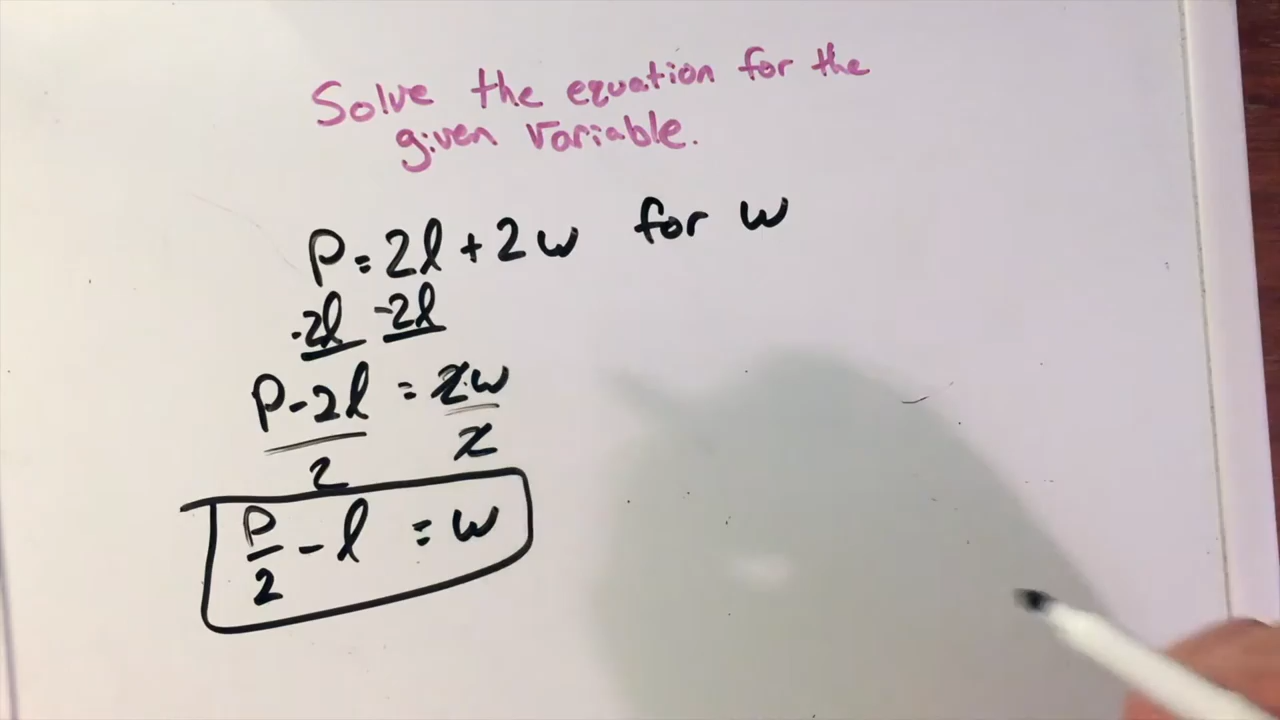 Solve the equation for the
given variable.
P = 2l + 2w for w
-2l -2l
P - 2l = 2w
2 2
P/2 - l = w